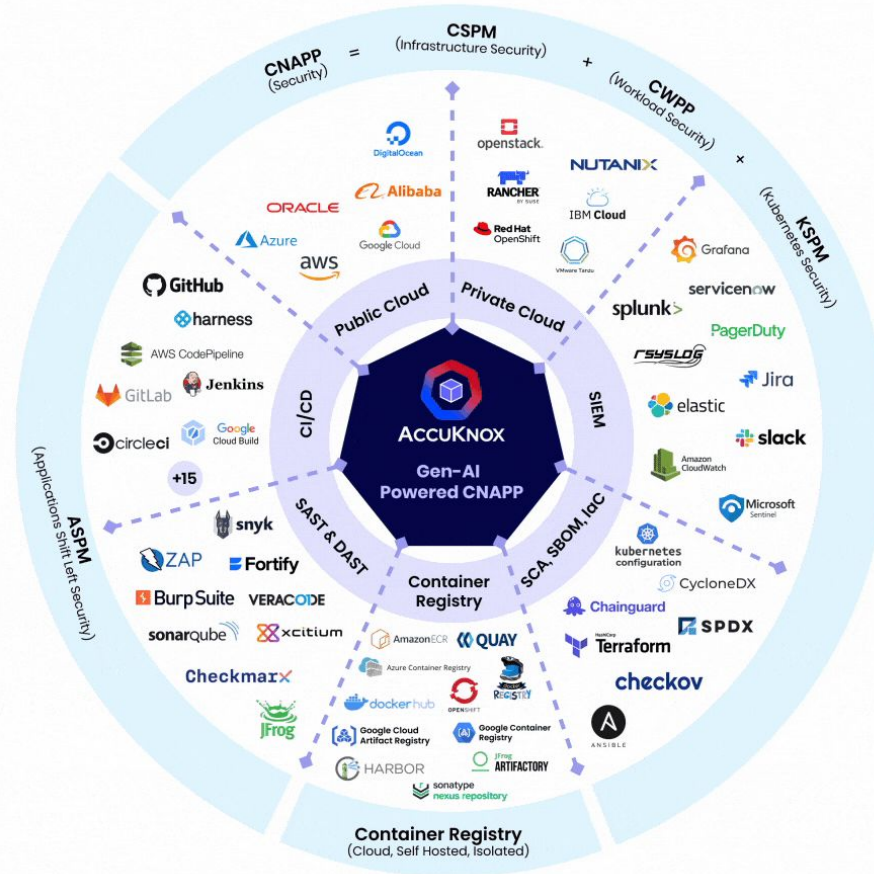 CNAPP
(Security)
=
CSPM
(Infrastructure Security)
+
CWPP
(Workload Security)
+
KSPM
(Kubernetes Security)
DigitalOcean
Alibaba
ORACLE
Azure
Google Cloud
aws
openstack.
NUTANIX
RANCHER
BY SUSE
IBM Cloud
Red Hat
OpenShift
VMware Tanzu
Public Cloud
Private Cloud
Grafana
servicenow
splunk>
PagerDuty
rsyslog
Jira
elastic
slack
Amazon
CloudWatch
Microsoft
Sentinel
SIEM
GitHub
harness
AWS CodePipeline
GitLab
Jenkins
circleci
Google
Cloud Build
+15
CI/CD
ACCUKNOX
Gen-AI
Powered CNAPP
ASPM
(Applications Shift Left Security)
SAST & DAST
snyk
ZAP
Fortify
BurpSuite
VERACODE
sonarqube
xcitium
Checkmarx
JFrog
Container
Registry
Amazon ECR
QUAY
Azure Container Registry
docker
REGISTRY
docker hub
OPENSHIFT
Google Cloud
Artifact Registry
Google Container
Registry
HARBOR
JFrog
ARTIFACTORY
sonatype
nexus repository
SCA, SBOM, IaC
kubernetes
configuration
CycloneDX
Chainguard
SPDX
HashiCorp
Terraform
checkov
A
ANSIBLE
Container Registry
(Cloud, Self Hosted, Isolated)